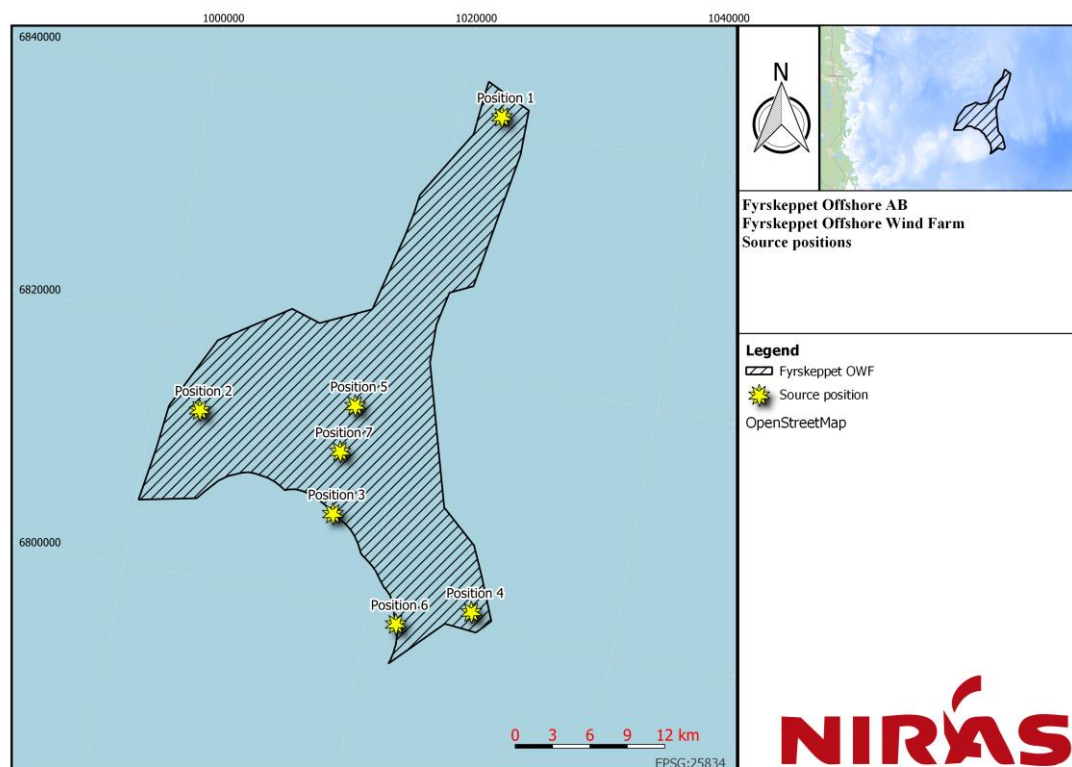 1000000
1020000
1040000
6840000
Position 1
6820000
Position 2
Position 5
Position 7
Position 3
6800000
Position 6
Position 4
0 3 6 9 12 km
EPSG:25834
N
Fyrskeppet Offshore AB
Fyrskeppet Offshore Wind Farm
Source positions
Legend
Fyrskeppet OWF
Source position
OpenStreetMap
NIRAS